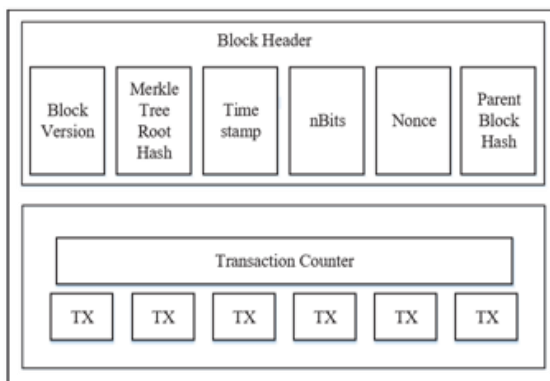 Block Header
Block Version
Merkle Tree Root Hash
Time stamp
nBits
Nonce
Parent Block Hash
Transaction Counter
TX TX TX TX TX TX